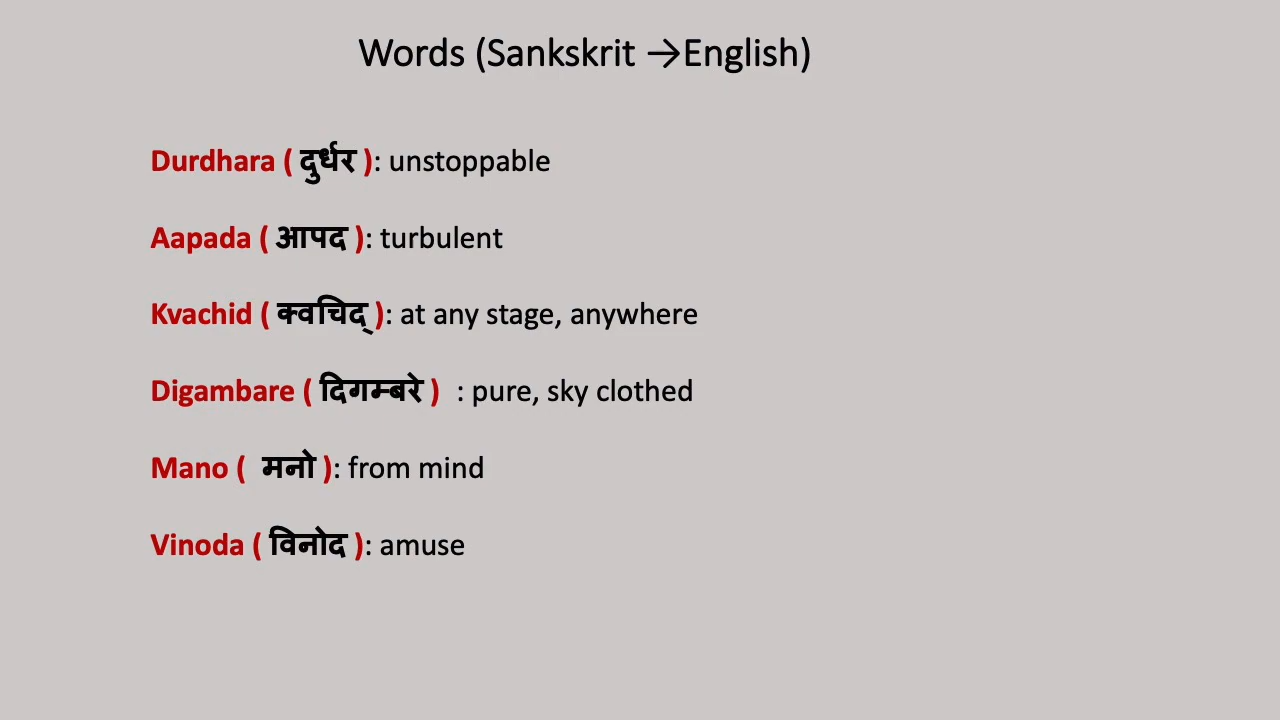 Words (Sankskrit →English)
Durdhara ( दुर्धर ): unstoppable
Aapada ( आपद ): turbulent
Kvachid ( क्वचिद् ): at any stage, anywhere
Digambare ( दिगम्बरे ) : pure, sky clothed
Mano ( मनो ): from mind
Vinoda ( विनोद ): amuse